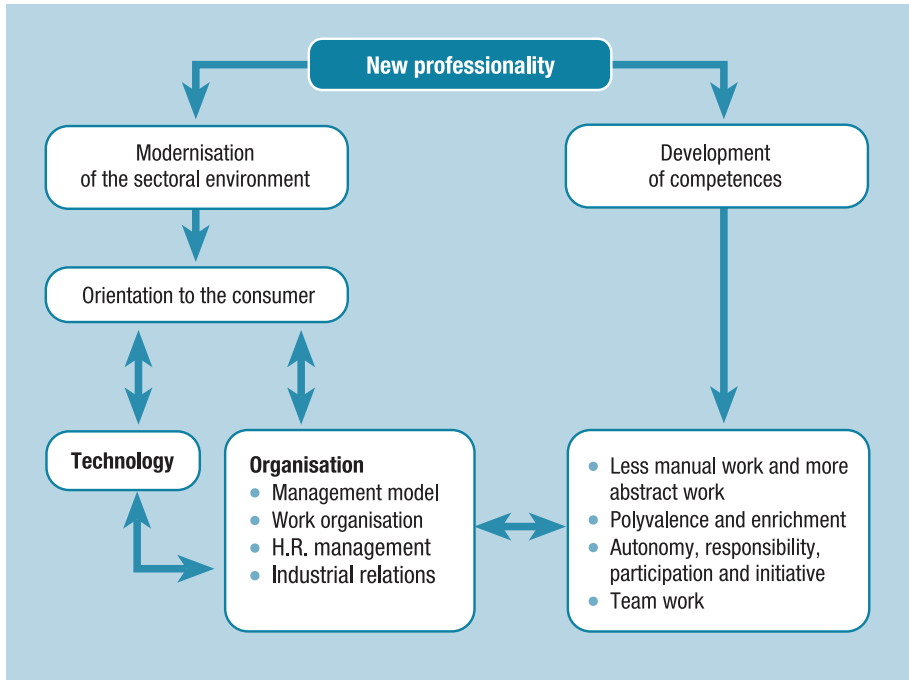 New professionality
Modernisation
of the sectoral environment
Development
of competences
Orientation to the consumer
Technology
Organisation
Management model
Work organisation
H.R. management
Industrial relations
Less manual work and more
abstract work
Polyvalence and enrichment
Autonomy, responsibility,
participation and initiative
Team work